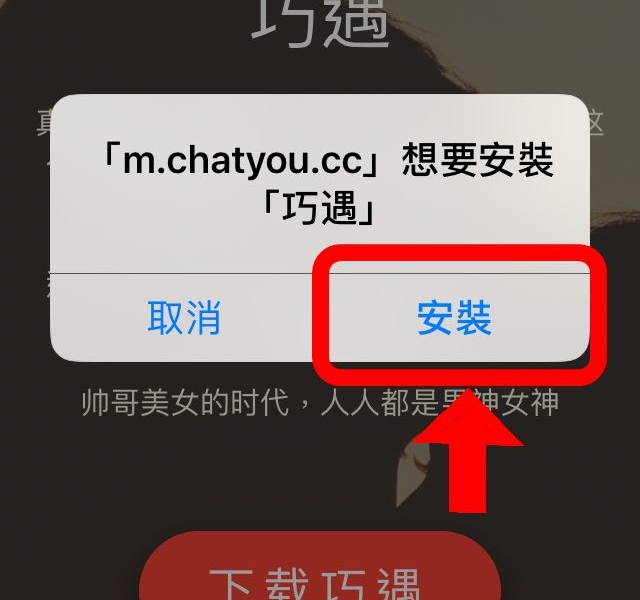 巧遇
真
这
「m.chatyou.cc」想要安裝
「巧遇」
取消
安裝
帅哥美女的时代，人人都是男神女神
下载巧遇